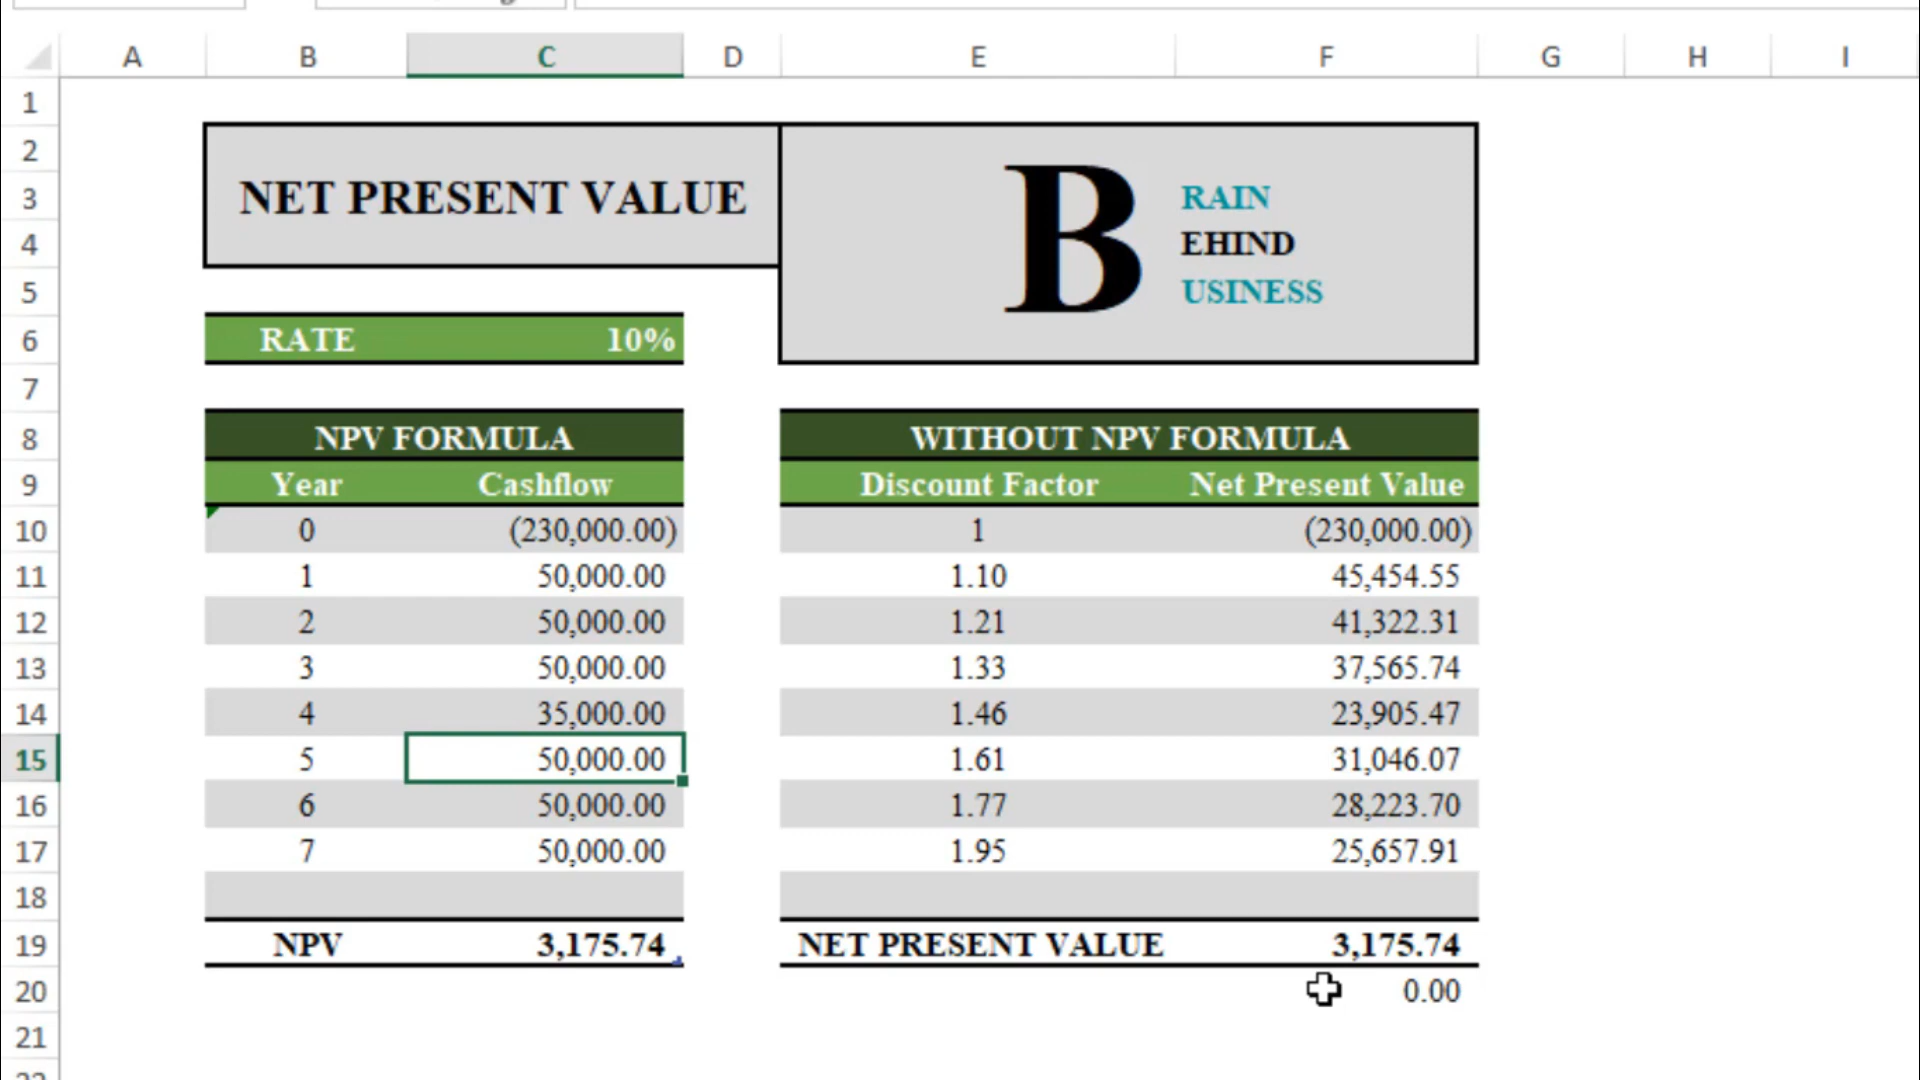 A B C D E F G H I
1
2
3 NET PRESENT VALUE B RAIN
4 EHIND
5 USINESS
6 RATE 10%
7
8 NPV FORMULA WITHOUT NPV FORMULA
9 Year Cashflow Discount Factor Net Present Value
10 0 (230,000.00) 1 (230,000.00)
11 1 50,000.00 1.10 45,454.55
12 2 50,000.00 1.21 41,322.31
13 3 50,000.00 1.33 37,565.74
14 4 35,000.00 1.46 23,905.47
15 5 50,000.00 1.61 31,046.07
16 6 50,000.00 1.77 28,223.70
17 7 50,000.00 1.95 25,657.91
18
19 NPV 3,175.74 NET PRESENT VALUE 3,175.74
20 0.00
21